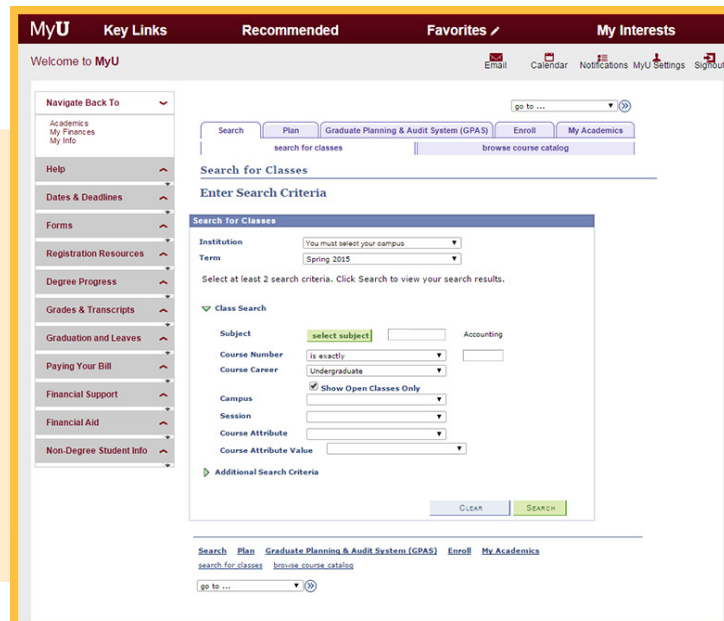 MyU Key Links Recommended Favorites My Interests
Welcome to MyU
Email Calendar Notifications MyU Settings Signout
Navigate Back To
Academics
My Finances
My Info
Help
Dates & Deadlines
Forms
Registration Resources
Degree Progress
Grades & Transcripts
Graduation and Leaves
Paying Your Bill
Financial Support
Financial Aid
Non-Degree Student Info
go to ...
Search Plan Graduate Planning & Audit System (GPAS) Enroll My Academics
search for classes browse course catalog
Search for Classes
Enter Search Criteria
Search for Classes
Institution You must select your campus
Term Spring 2015
Select at least 2 search criteria. Click Search to view your search results.
Class Search
Subject select subject Accounting
Course Number is exactly
Course Career Undergraduate
Show Open Classes Only
Campus
Session
Course Attribute
Course Attribute Value
Additional Search Criteria
Clear Search
Search Plan Graduate Planning & Audit System (GPAS) Enroll My Academics
search for classes browse course catalog
go to ...